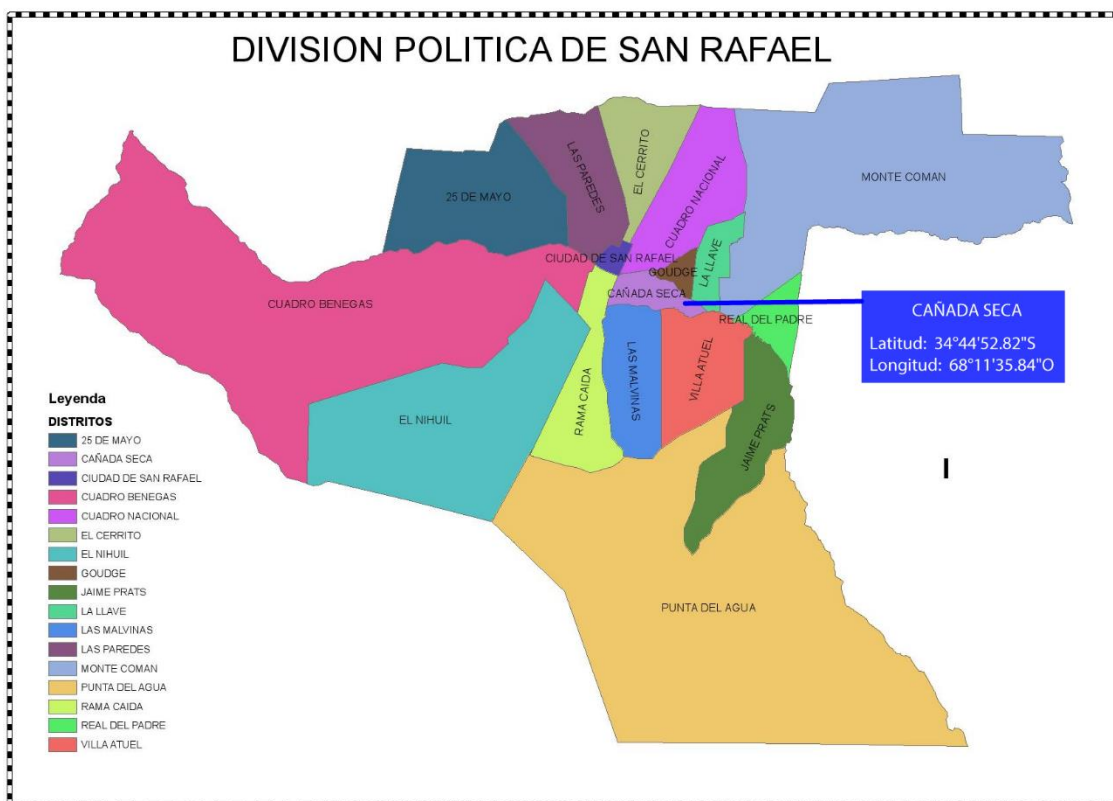 DIVISION POLITICA DE SAN RAFAEL
MONTE COMAN
EL CERRITO
LAS PAREDES
CUADRO NACIONAL
25 DE MAYO
CIUDAD DE SAN RAFAEL
LA LLAVE
GOUDGE
CUADRO BENEGAS
CAÑADA SECA
REAL DEL PADRE
CAÑADA SECA
Latitud: 34°44'52.82"S
Longitud: 68°11'35.84"O
LAS MALVINAS
VILLA ATUEL
RAMA CAIDA
EL NIHUIL
JAIME PRATS
PUNTA DEL AGUA
I
Leyenda
DISTRITOS
25 DE MAYO
CAÑADA SECA
CIUDAD DE SAN RAFAEL
CUADRO BENEGAS
CUADRO NACIONAL
EL CERRITO
EL NIHUIL
GOUDGE
JAIME PRATS
LA LLAVE
LAS MALVINAS
LAS PAREDES
MONTE COMAN
PUNTA DEL AGUA
RAMA CAIDA
REAL DEL PADRE
VILLA ATUEL